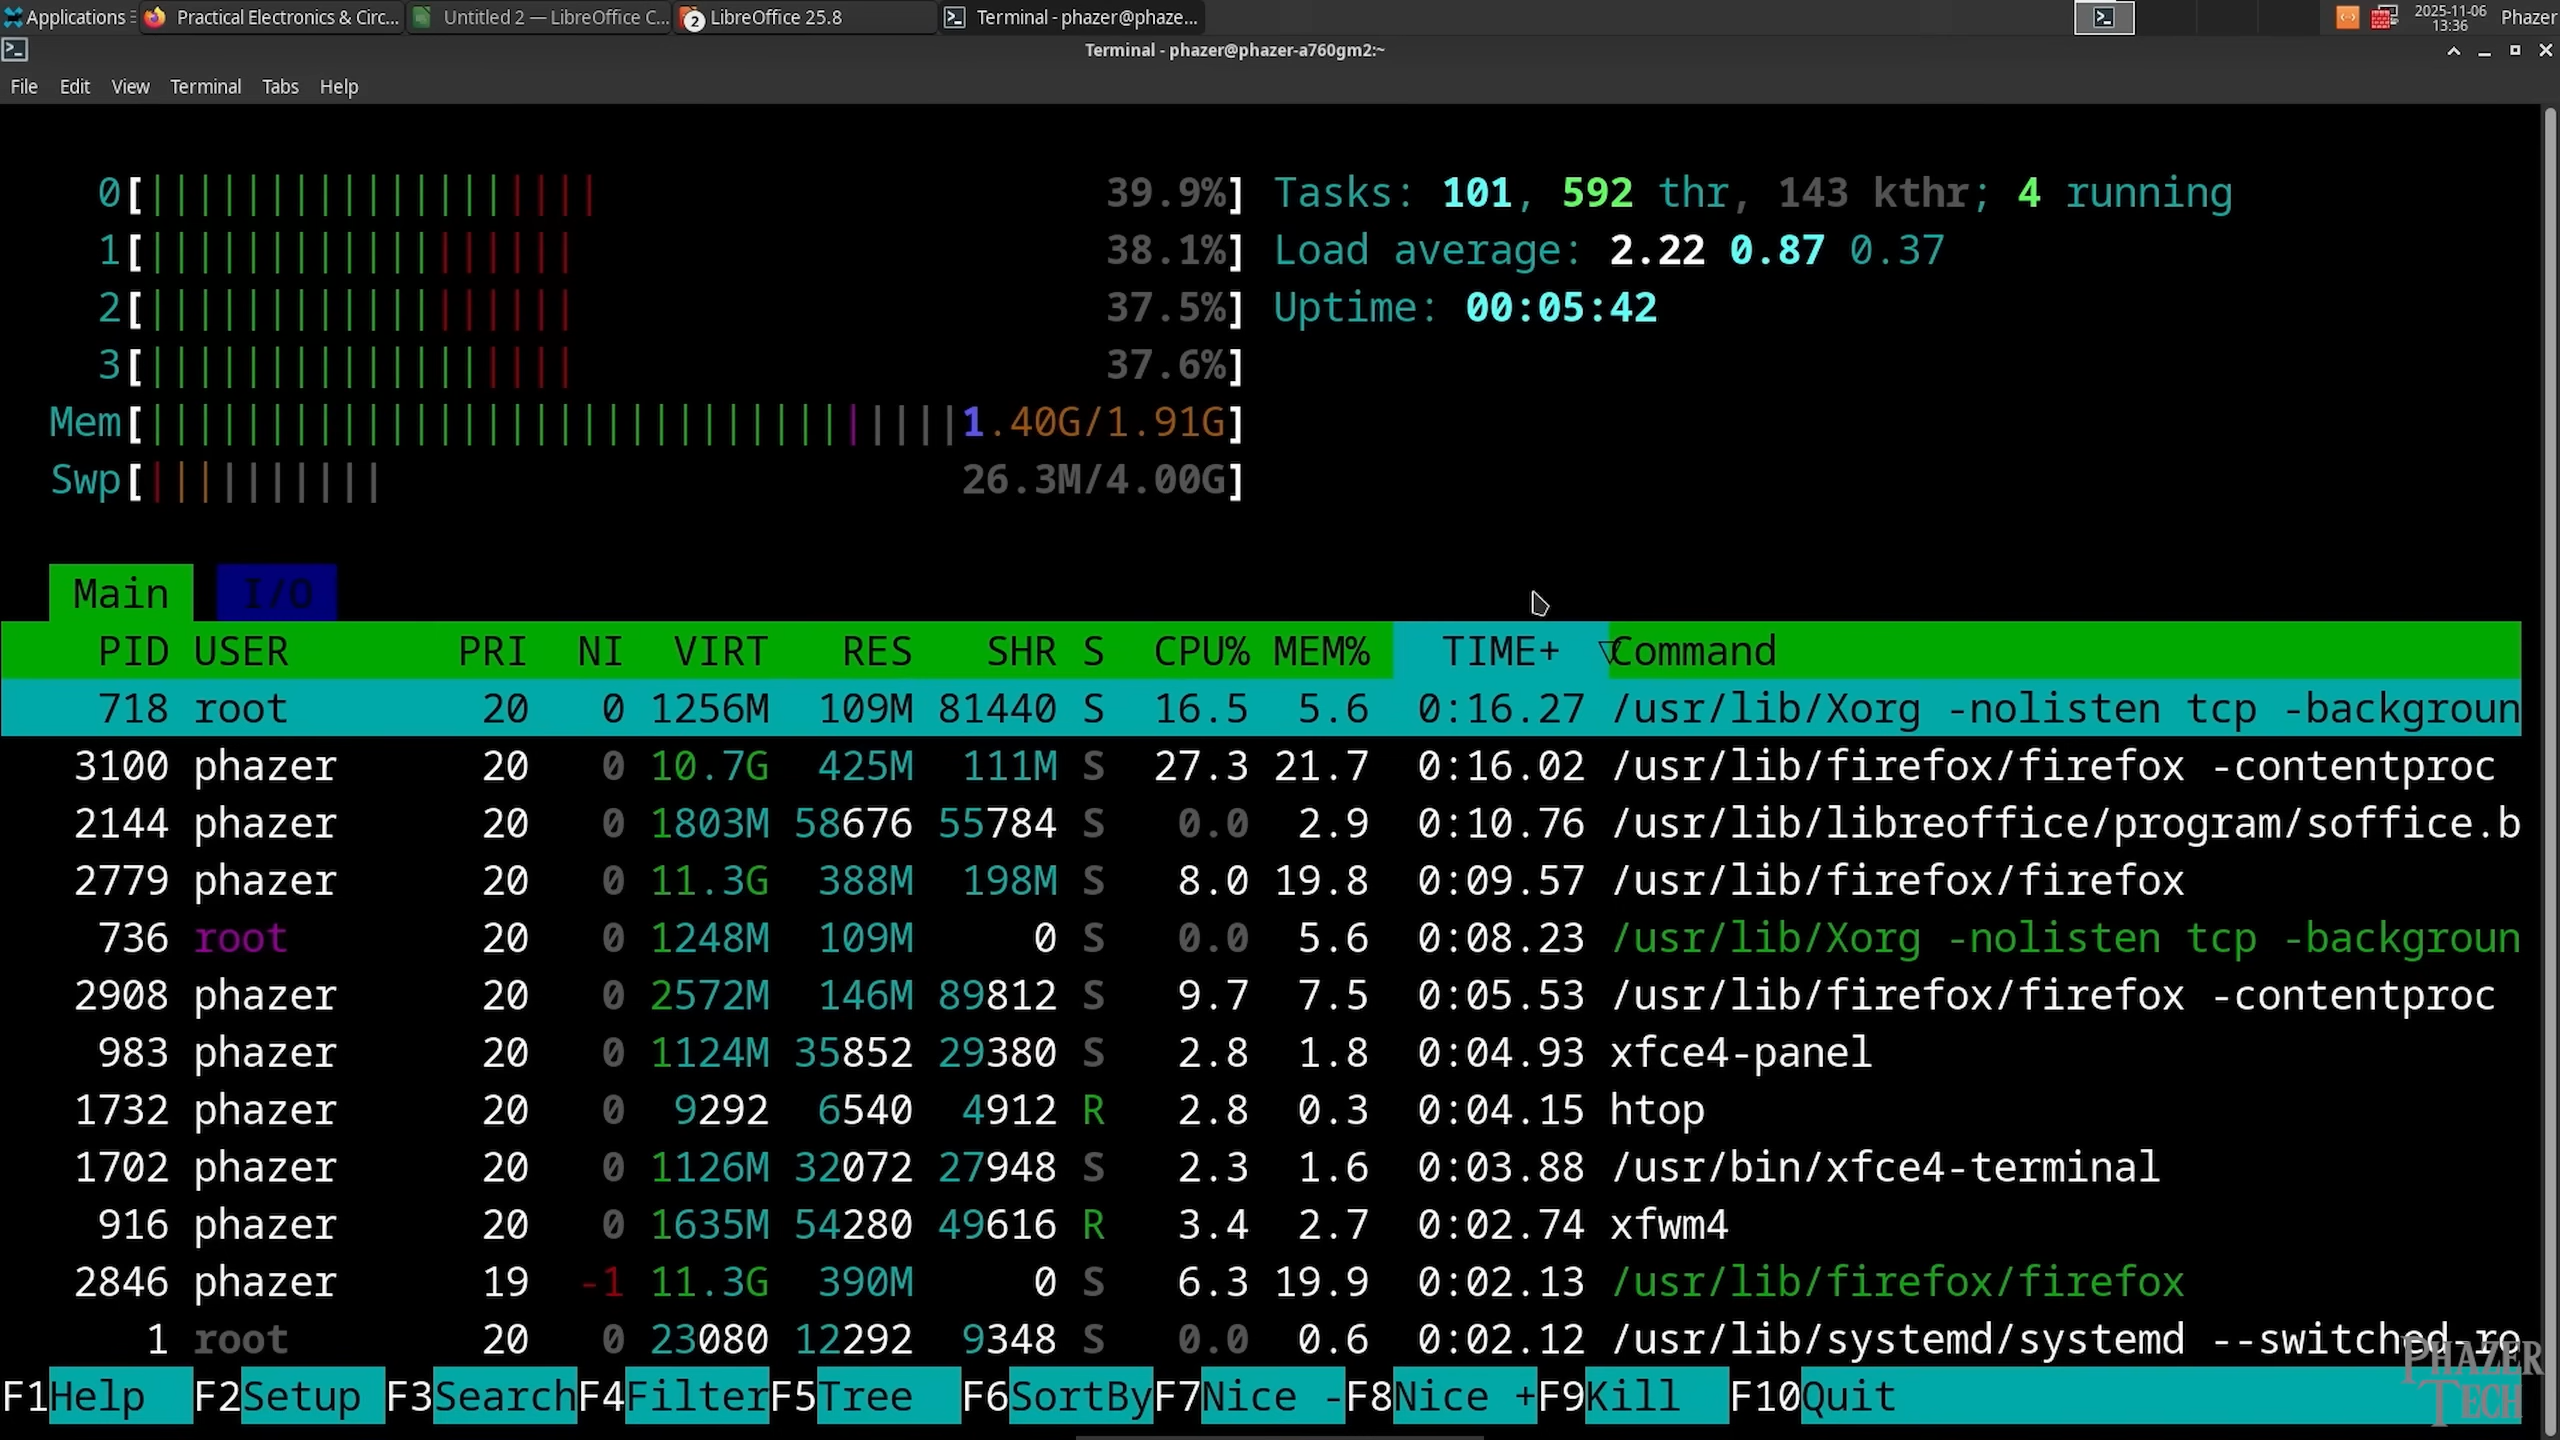 Applications Practical Electronics & Circ... Untitled 2 — LibreOffice C... 2 LibreOffice 25.8 Terminal - phazer@phaze... 2025-11-06 13:36 Phazer
Terminal - phazer@phazer-a760gm2:~
File Edit View Terminal Tabs Help
0[||||||||||||||||||| 39.9%] Tasks: 101, 592 thr, 143 kthr; 4 running
1[|||||||||||||||||| 38.1%] Load average: 2.22 0.87 0.37
2[|||||||||||||||||| 37.5%] Uptime: 00:05:42
3[|||||||||||||||||| 37.6%]
Mem[||||||||||||||||||||||||||||||||||1.40G/1.91G]
Swp[|||||||||| 26.3M/4.00G]
Main I/O
PID USER PRI NI VIRT RES SHR S CPU% MEM% TIME+ ▽Command
718 root 20 0 1256M 109M 81440 S 16.5 5.6 0:16.27 /usr/lib/Xorg -nolisten tcp -backgroun
3100 phazer 20 0 10.7G 425M 111M S 27.3 21.7 0:16.02 /usr/lib/firefox/firefox -contentproc
2144 phazer 20 0 1803M 58676 55784 S 0.0 2.9 0:10.76 /usr/lib/libreoffice/program/soffice.b
2779 phazer 20 0 11.3G 388M 198M S 8.0 19.8 0:09.57 /usr/lib/firefox/firefox
736 root 20 0 1248M 109M 0 S 0.0 5.6 0:08.23 /usr/lib/Xorg -nolisten tcp -backgroun
2908 phazer 20 0 2572M 146M 89812 S 9.7 7.5 0:05.53 /usr/lib/firefox/firefox -contentproc
983 phazer 20 0 1124M 35852 29380 S 2.8 1.8 0:04.93 xfce4-panel
1732 phazer 20 0 9292 6540 4912 R 2.8 0.3 0:04.15 htop
1702 phazer 20 0 1126M 32072 27948 S 2.3 1.6 0:03.88 /usr/bin/xfce4-terminal
916 phazer 20 0 1635M 54280 49616 R 3.4 2.7 0:02.74 xfwm4
2846 phazer 19 -1 11.3G 390M 0 S 6.3 19.9 0:02.13 /usr/lib/firefox/firefox
1 root 20 0 23080 12292 9348 S 0.0 0.6 0:02.12 /usr/lib/systemd/systemd --switched-ro
F1Help F2Setup F3SearchF4FilterF5Tree F6SortByF7Nice -F8Nice +F9Kill F10Quit
PHAZER
TECH